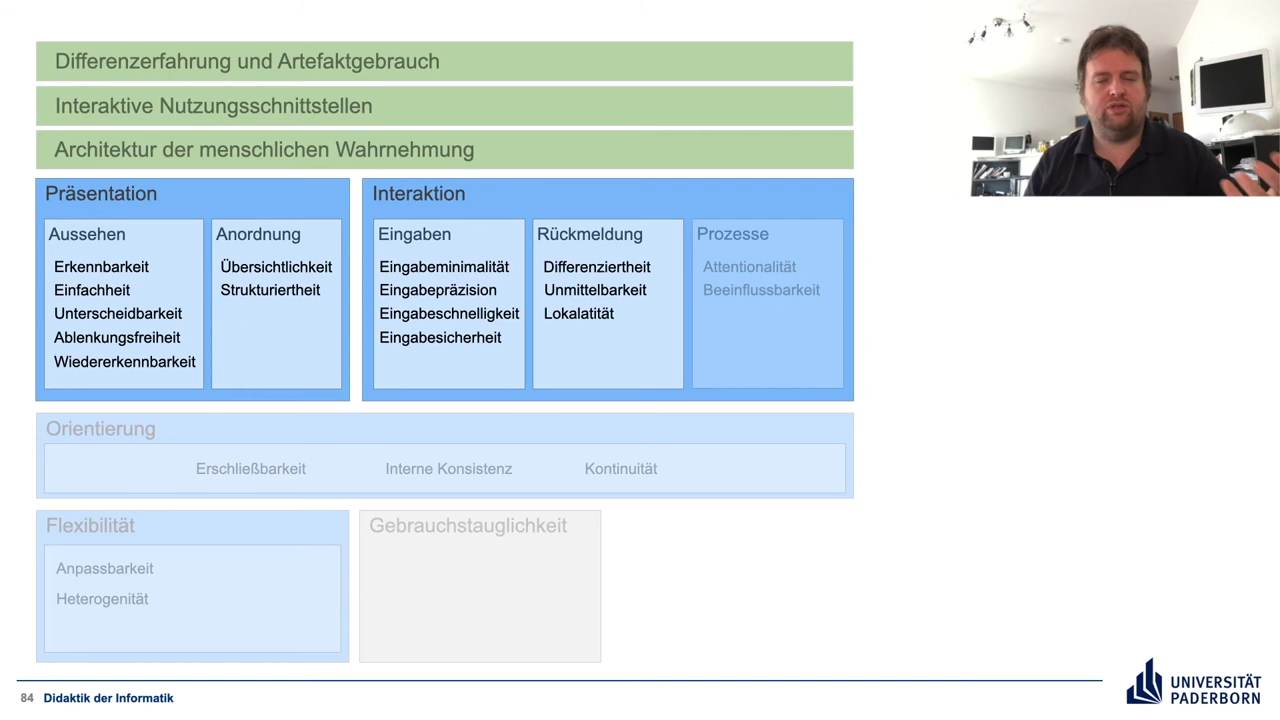 Differenzerfahrung und Artefaktgebrauch
Interaktive Nutzungsschnittstellen
Architektur der menschlichen Wahrnehmung
Präsentation
Aussehen
Erkennbarkeit
Einfachheit
Unterscheidbarkeit
Ablenkungsfreiheit
Wiedererkennbarkeit
Anordnung
Übersichtlichkeit
Strukturiertheit
Interaktion
Eingaben
Eingabeminimalität
Eingabepräzision
Eingabeschnelligkeit
Eingabesicherheit
Rückmeldung
Differenziertheit
Unmittelbarkeit
Lokalatität
Prozesse
Attentionalität
Beeinflussbarkeit
Orientierung
Erschließbarkeit Interne Konsistenz Kontinuität
Flexibilität
Anpassbarkeit
Heterogenität
Gebrauchstauglichkeit
84 Didaktik der Informatik
UNIVERSITÄT
PADERBORN